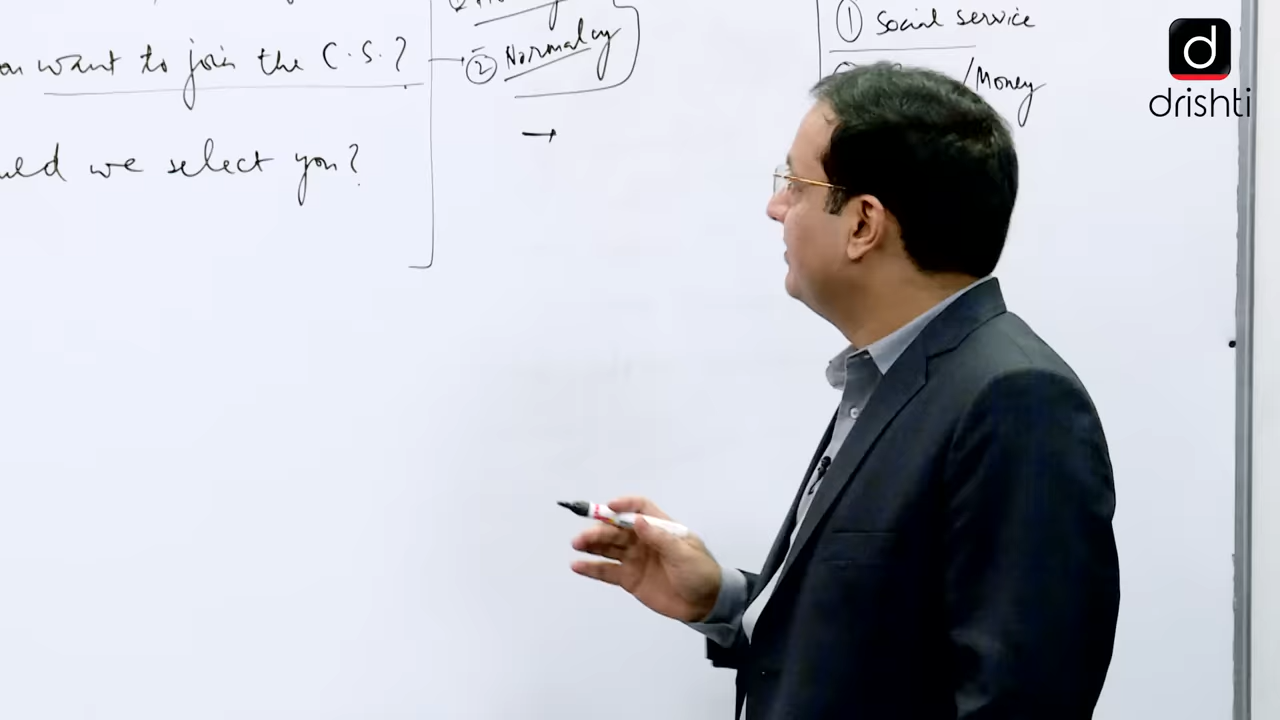 want to join the C.S.?
② Normalcy
we select you?
① Social service
/Money
d
drishti